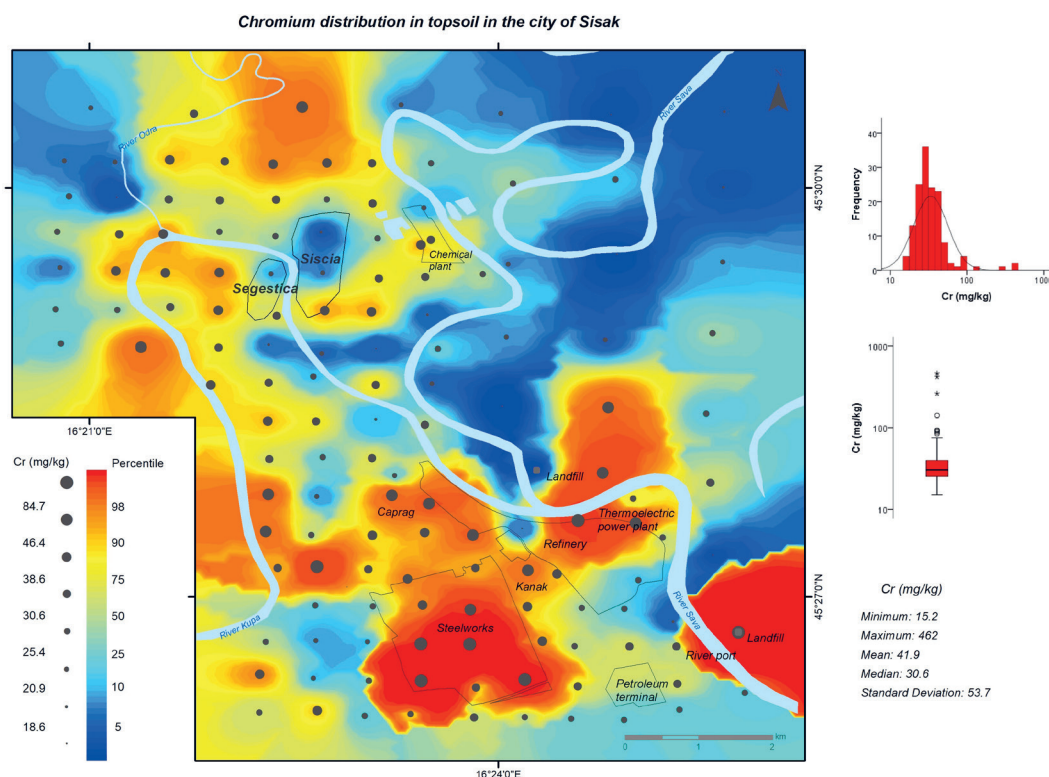 Chromium distribution in topsoil in the city of Sisak
River Odra
River Sava
45°30'0"N
Chemical
plant
Siscia
Segestica
16°21'0"E
Landfill
Caprag
Thermoelectric
power plant
Refinery
Kanak
45°27'0"N
Steelworks
River Kupa
River Sava
River port
Landfill
Petroleum
terminal
km
0 1 2
16°24'0"E
Cr (mg/kg)
84.7
46.4
38.6
30.6
25.4
20.9
18.6
Percentile
98
90
75
50
25
10
5
Frequency
40
30
20
10
0
10 100 100
Cr (mg/kg)
Cr (mg/kg)
1000
100
10
Cr (mg/kg)
Minimum: 15.2
Maximum: 462
Mean: 41.9
Median: 30.6
Standard Deviation: 53.7